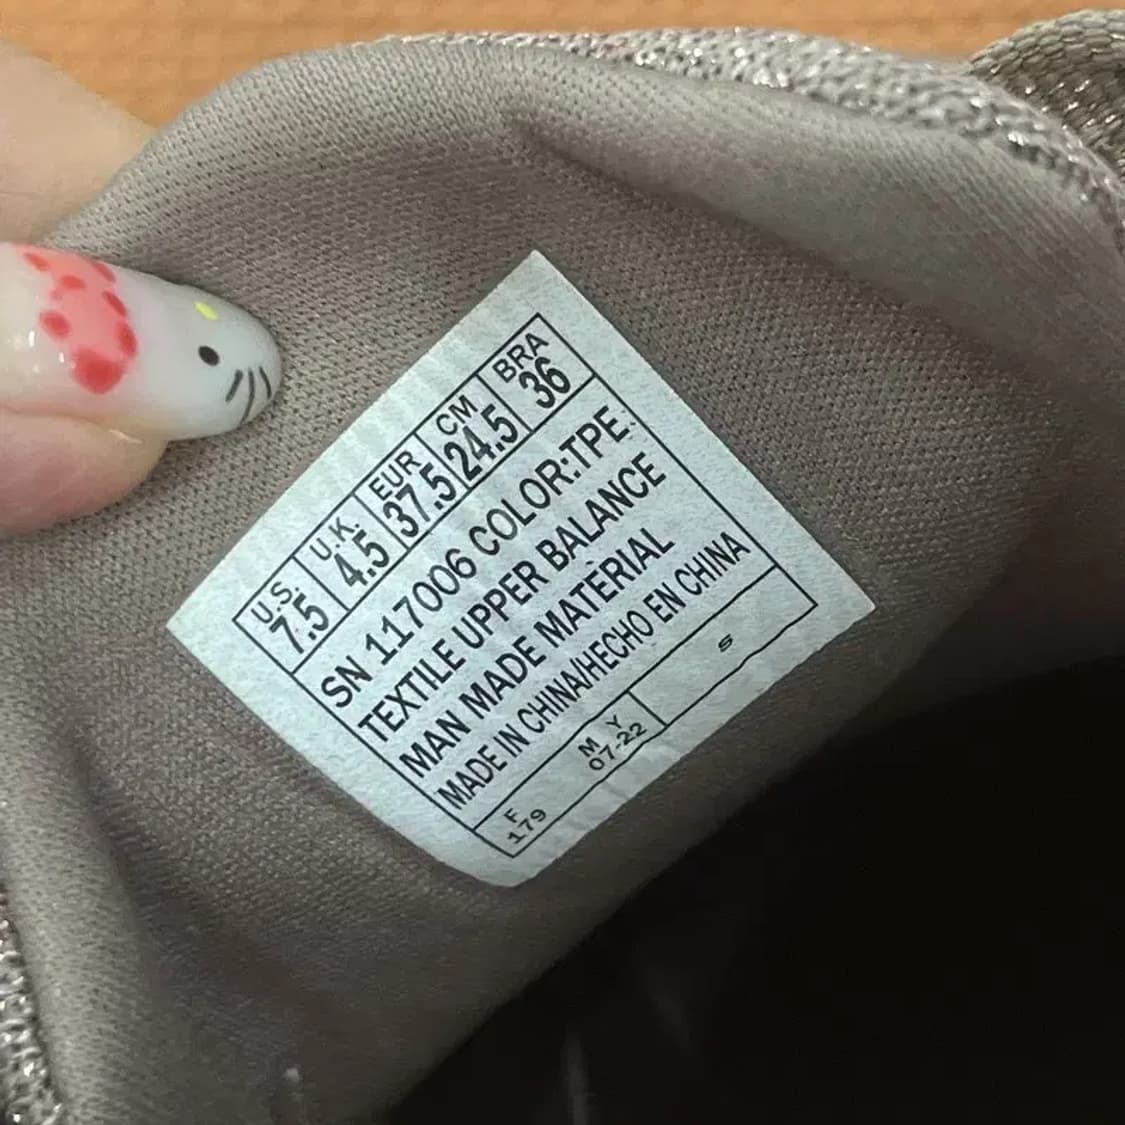 U.S. U.K. EUR CM BRA
7.5 4.5 37.5 24.5 36
SN 117006 COLOR:TPE
TEXTILE UPPER BALANCE
MAN MADE MATERIAL
MADE IN CHINA/HECHO EN CHINA
F M Y S
179 07-22